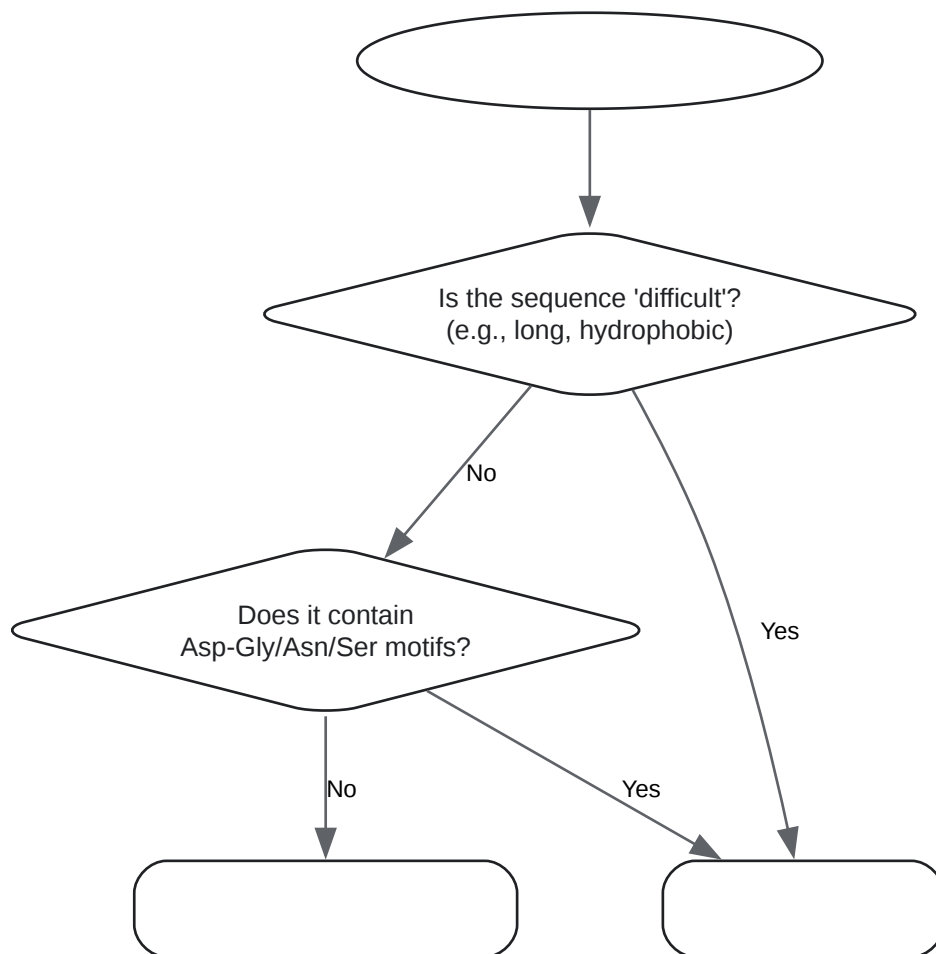 Is the sequence 'difficult'?
(e.g., long, hydrophobic)
No
Does it contain
Asp-Gly/Asn/Ser motifs?
Yes
No
Yes